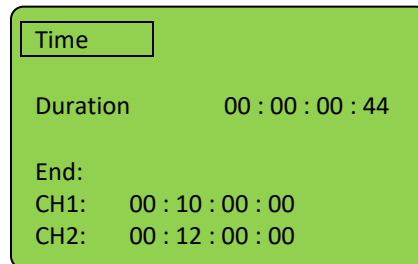 Time
Duration 00 : 00 : 00 : 44
End:
CH1: 00 : 10 : 00 : 00
CH2: 00 : 12 : 00 : 00